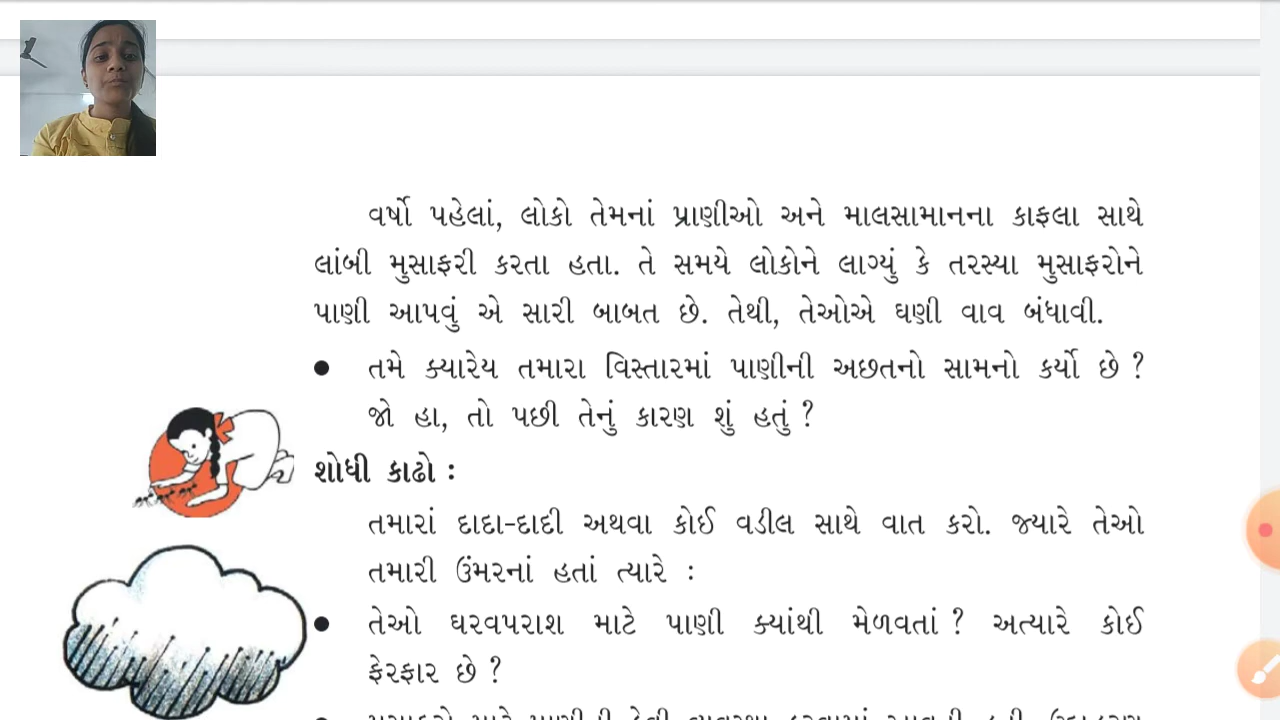 વર્ષો પહેલાં, લોકો તેમનાં પ્રાણીઓ અને માલસામાનના કાફલા સાથે
લાંબી મુસાફરી કરતા હતા. તે સમયે લોકોને લાગ્યું કે તરસ્યા મુસાફરોને
પાણી આપવું એ સારી બાબત છે. તેથી, તેઓએ ઘણી વાવ બંધાવી.
● તમે ક્યારેય તમારા વિસ્તારમાં પાણીની અછતનો સામનો કર્યો છે ?
જો હા, તો પછી તેનું કારણ શું હતું ?
શોધી કાઢો :
તમારાં દાદા-દાદી અથવા કોઈ વડીલ સાથે વાત કરો. જ્યારે તેઓ
તમારી ઉંમરનાં હતાં ત્યારે :
● તેઓ ઘરવપરાશ માટે પાણી ક્યાંથી મેળવતાં ? અત્યારે કોઈ
ફેરફાર છે ?